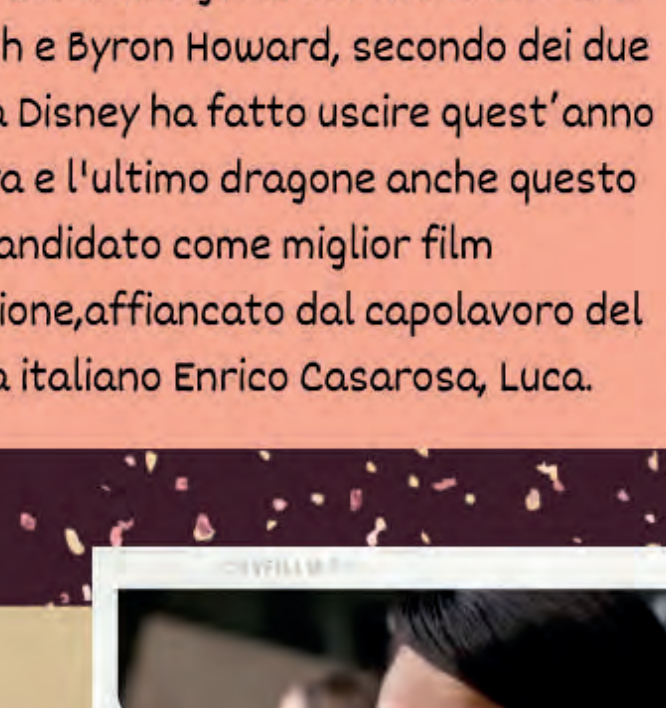 h e Byron Howard, secondo dei due
a Disney ha fatto uscire quest'anno
a e l'ultimo dragone anche questo
andidato come miglior film
ione,affiancato dal capolavoro del
a italiano Enrico Casarosa, Luca.